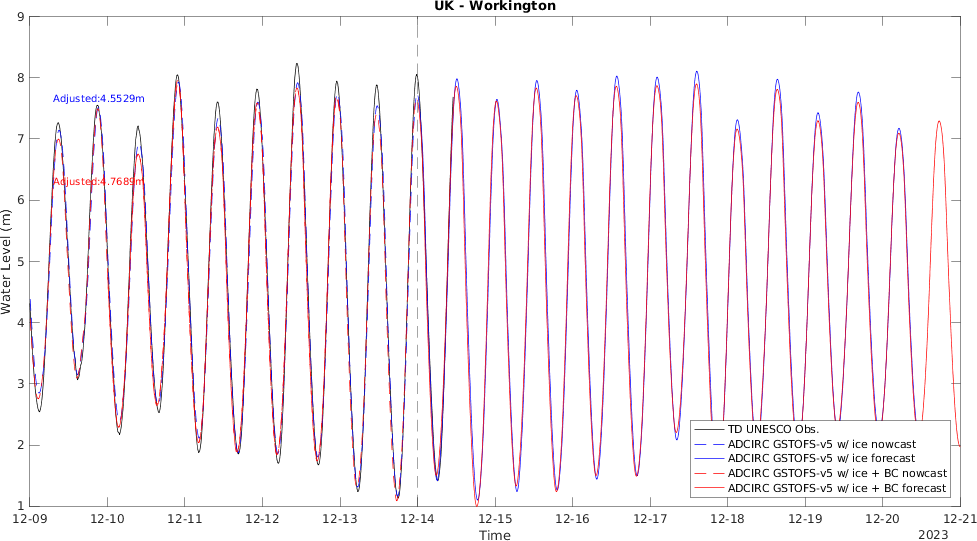 UK - Workington
9
8
7
6
5
4
3
2
1
Water Level (m)
Adjusted:4.5529m
Adjusted:4.7689m
TD UNESCO Obs.
ADCIRC GSTOFS-v5 w/ ice nowcast
ADCIRC GSTOFS-v5 w/ ice forecast
ADCIRC GSTOFS-v5 w/ ice + BC nowcast
ADCIRC GSTOFS-v5 w/ ice + BC forecast
12-09 12-10 12-11 12-12 12-13 12-14 12-15 12-16 12-17 12-18 12-19 12-20 12-21
Time
2023